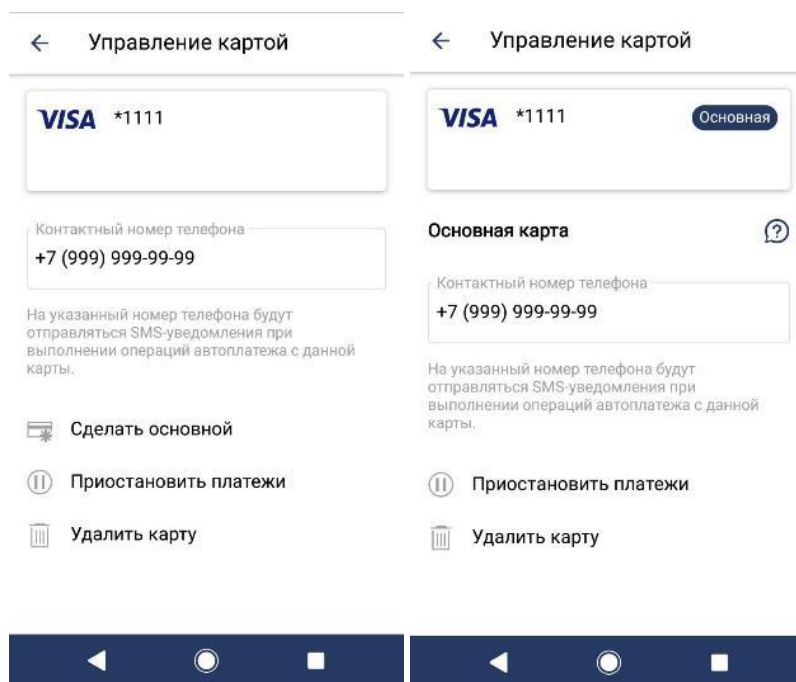 Управление картой
VISA *1111
Контактный номер телефона
+7 (999) 999-99-99
На указанный номер телефона будут
отправляться SMS-уведомления при
выполнении операций автоплатежа с данной
карты.
Сделать основной
Приостановить платежи
Удалить карту
Управление картой
VISA *1111 Основная
Основная карта
Контактный номер телефона
+7 (999) 999-99-99
На указанный номер телефона будут
отправляться SMS-уведомления при
выполнении операций автоплатежа с данной
карты.
Приостановить платежи
Удалить карту